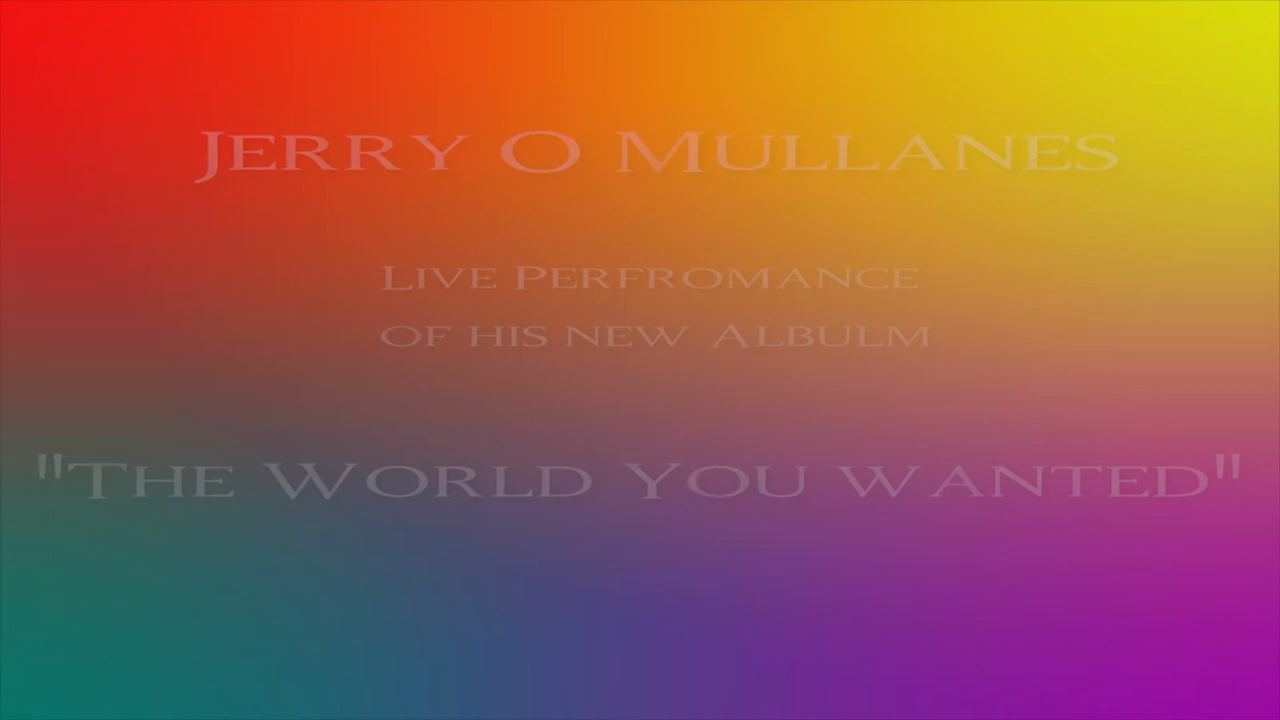 Jerry O Mullanes
Live Perfromance
of his new Albulm
"The World You wanted"